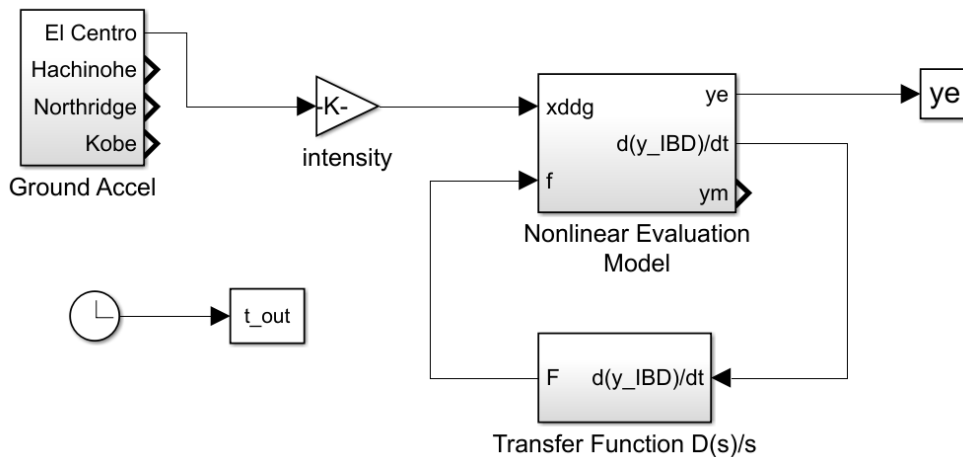 El Centro
Hachinohe
Northridge
Kobe
Ground Accel
-K-
intensity
xddg
f
ye
d(y_IBD)/dt
ym
Nonlinear Evaluation
Model
ye
t_out
F
d(y_IBD)/dt
Transfer Function D(s)/s